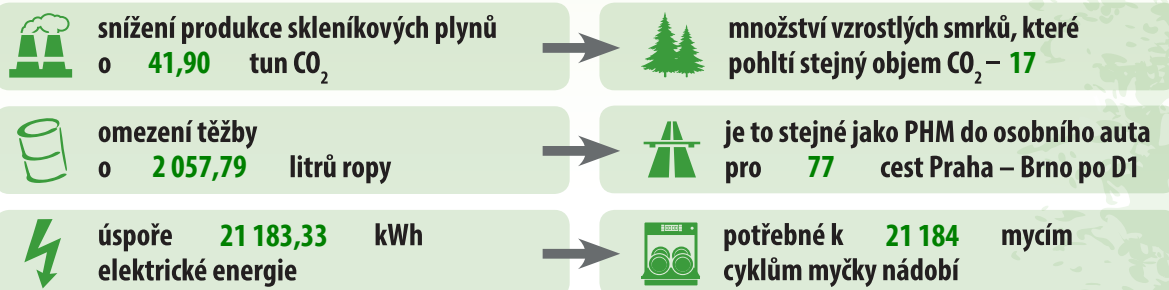 snížení produkce skleníkových plynů
o 41,90 tun CO₂
množství vzrostlých smrků, které
pohltí stejný objem CO₂ – 17
omezení těžby
o 2 057,79 litrů ropy
je to stejné jako PHM do osobního auta
pro 77 cest Praha – Brno po D1
úspoře 21 183,33 kWh
elektrické energie
potřebné k 21 184 mycím
cyklům myčky nádobí